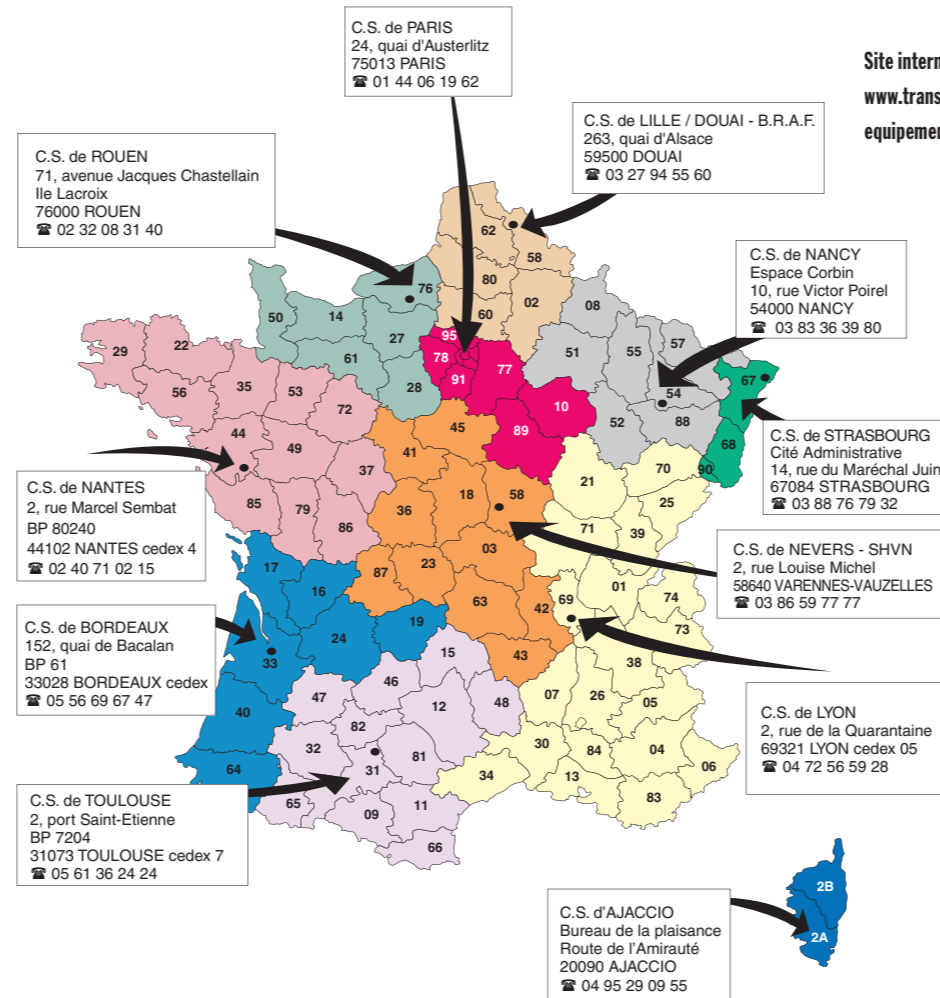 C.S. de PARIS
24, quai d'Austerlitz
75013 PARIS
☎ 01 44 06 19 62
Site intern
www.trans
equipemen
C.S. de LILLE / DOUAI - B.R.A.F.
263, quai d'Alsace
59500 DOUAI
☎ 03 27 94 55 60
C.S. de ROUEN
71, avenue Jacques Chastellain
Ile Lacroix
76000 ROUEN
☎ 02 32 08 31 40
C.S. de NANCY
Espace Corbin
10, rue Victor Poirel
54000 NANCY
☎ 03 83 36 39 80
C.S. de STRASBOURG
Cité Administrative
14, rue du Maréchal Juin
67084 STRASBOURG
☎ 03 88 76 79 32
C.S. de NANTES
2, rue Marcel Sembat
BP 80240
44102 NANTES cedex 4
☎ 02 40 71 02 15
C.S. de NEVERS - SHVN
2, rue Louise Michel
58640 VARENNES-VAUZELLES
☎ 03 86 59 77 77
C.S. de BORDEAUX
152, quai de Bacalan
BP 61
33028 BORDEAUX cedex
☎ 05 56 69 67 47
C.S. de LYON
2, rue de la Quarantaine
69321 LYON cedex 05
☎ 04 72 56 59 28
C.S. de TOULOUSE
2, port Saint-Etienne
BP 7204
31073 TOULOUSE cedex 7
☎ 05 61 36 24 24
C.S. d'AJACCIO
Bureau de la plaisance
Route de l'Amirauté
20090 AJACCIO
☎ 04 95 29 09 55
62
58
80
02
60
76
50
14
27
61
28
95
78
91
77
10
89
08
51
55
57
54
52
88
67
68
90
29
22
56
35
53
72
44
49
37
85
79
86
45
41
18
58
36
03
87
23
63
42
43
21
70
25
71
39
69
01
74
73
38
07
26
05
30
84
04
06
34
13
83
17
16
24
19
33
40
64
15
46
47
12
48
82
32
81
31
65
09
11
66
2B
2A